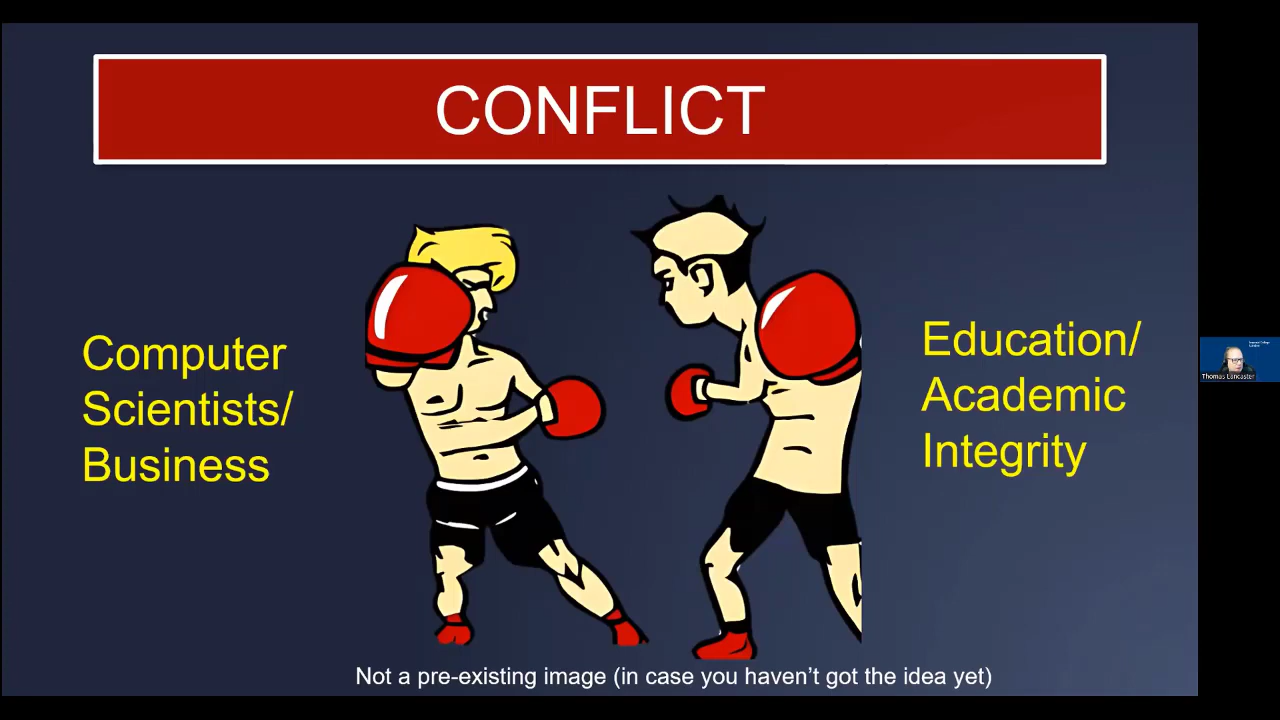 CONFLICT
Computer
Scientists/
Business
Education/
Academic
Integrity
Thomas Lancaster
Not a pre-existing image (in case you haven’t got the idea yet)